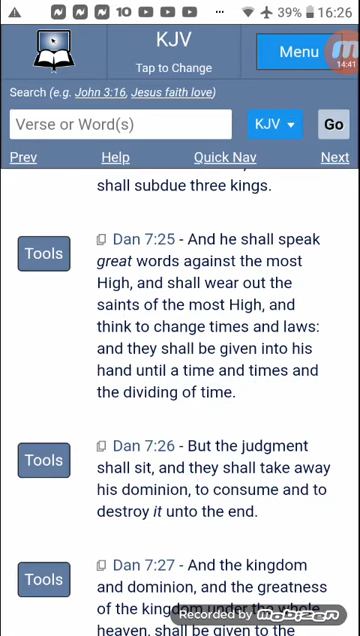 10 ... 39% 16:26
KJV
Tap to Change
Menu
14:41
Search (e.g. John 3:16, Jesus faith love)
Verse or Word(s)
KJV
Go
Prev Help Quick Nav Next
shall subdue three kings.
Tools
Dan 7:25 - And he shall speak
great words against the most
High, and shall wear out the
saints of the most High, and
think to change times and laws:
and they shall be given into his
hand until a time and times and
the dividing of time.
Tools
Dan 7:26 - But the judgment
shall sit, and they shall take away
his dominion, to consume and to
destroy it unto the end.
Tools
Dan 7:27 - And the kingdom
and dominion, and the greatness
of the kingdom under the whole
Recorded by mobizen
heaven, shall be given to the